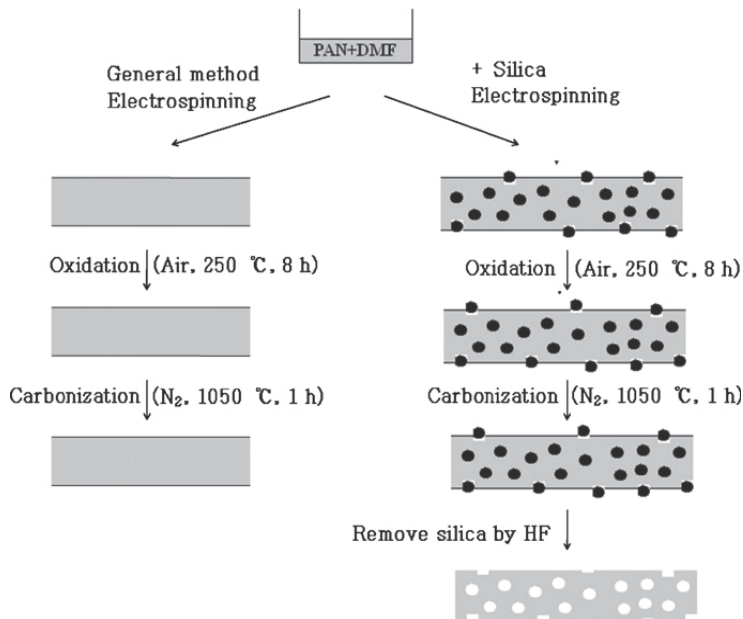 PAN+DMF
General method
Electrospinning
+ Silica
Electrospinning
Oxidation (Air, 250 ℃, 8 h)
Oxidation (Air, 250 ℃, 8 h)
Carbonization (N₂, 1050 ℃, 1 h)
Carbonization (N₂, 1050 ℃, 1 h)
Remove silica by HF